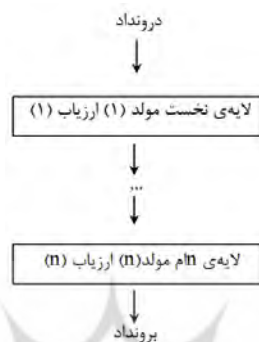 درونداد
لایه‌ی نخست مولد (۱) ارزیاب (۱)
...
لایه‌ی nام مولد(n) ارزیاب (n)
برونداد